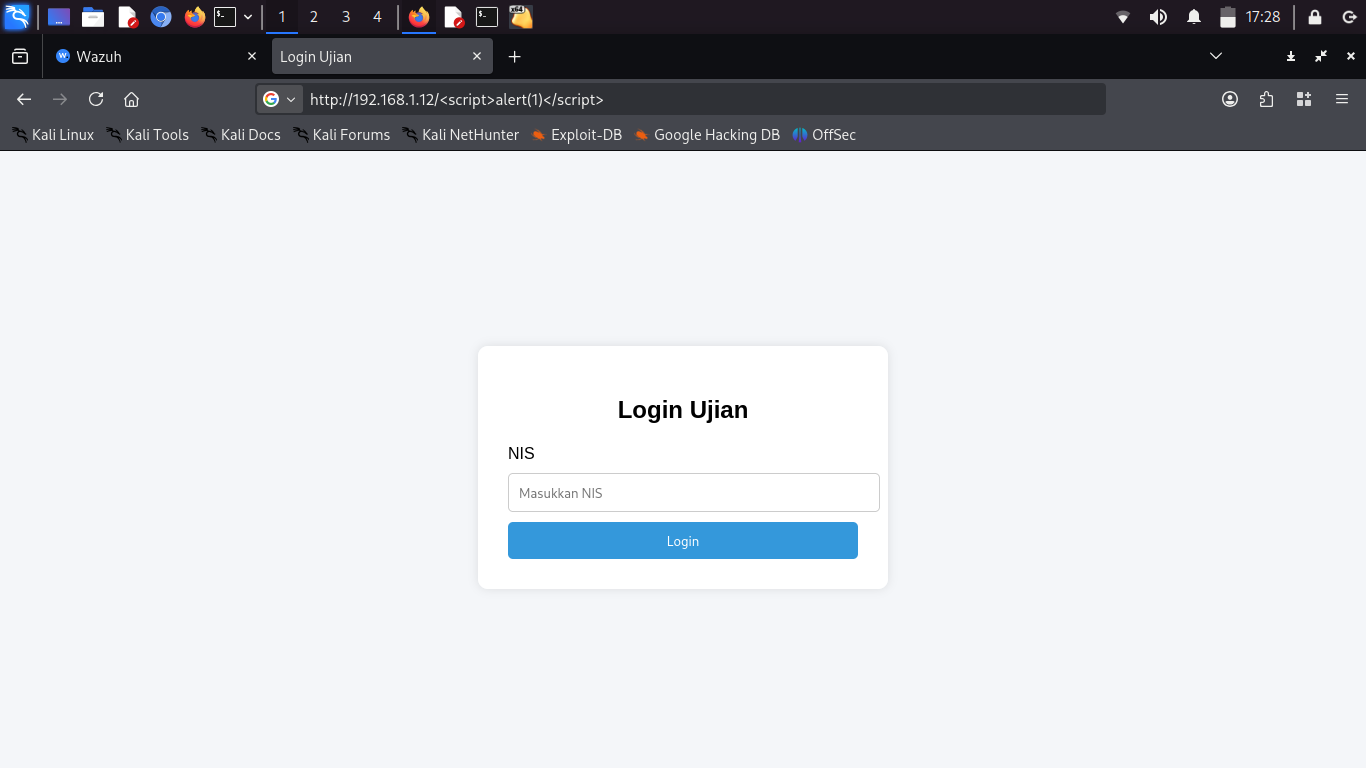 1 2 3 4 17:28
Wazuh Login Ujian
http://192.168.1.12/<script>alert(1)</script>
Kali Linux Kali Tools Kali Docs Kali Forums Kali NetHunter Exploit-DB Google Hacking DB OffSec
Login Ujian
NIS
Masukkan NIS
Login